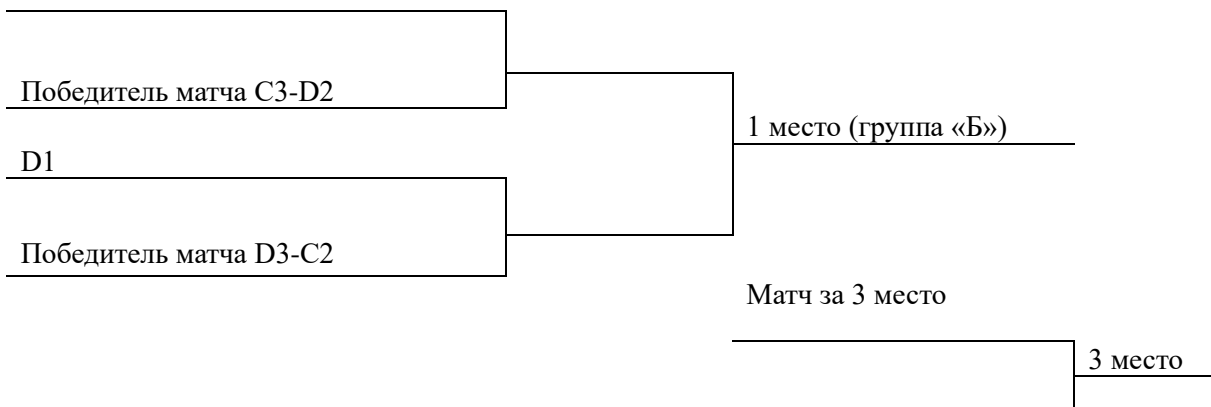 Победитель матча C3-D2
1 место (группа «Б»)
D1
Победитель матча D3-C2
Матч за 3 место
3 место